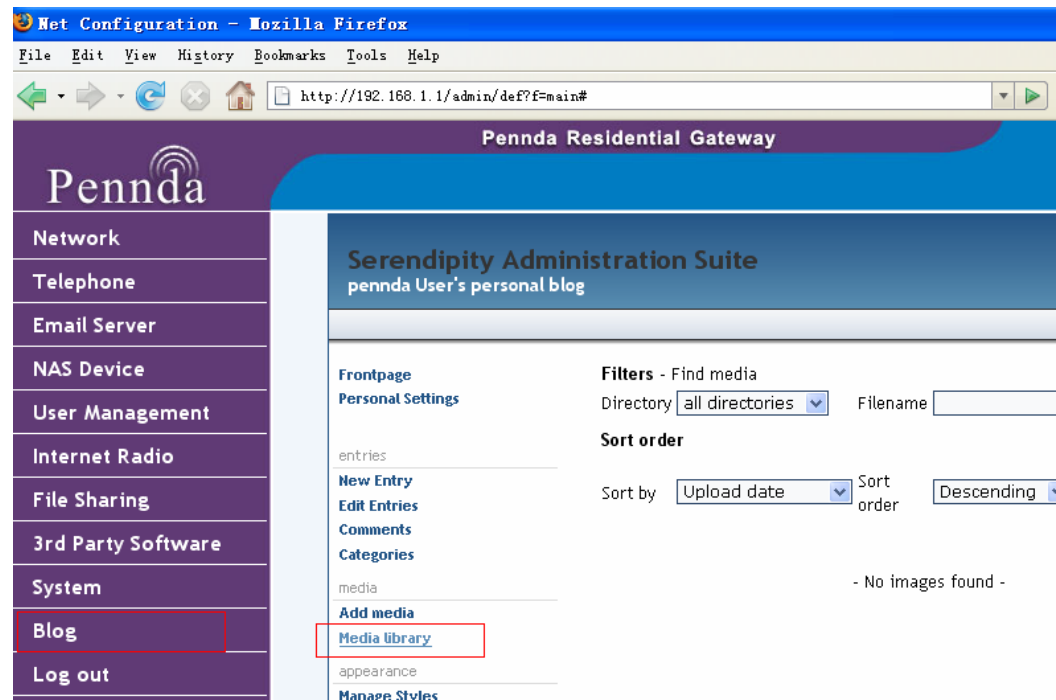 Net Configuration - Mozilla Firefox
File Edit View History Bookmarks Tools Help
http://192.168.1.1/admin/def?f=main#
Pennda Residential Gateway
Pennda
Network
Telephone
Email Server
NAS Device
User Management
Internet Radio
File Sharing
3rd Party Software
System
Blog
Log out
Serendipity Administration Suite
pennda User's personal blog
Frontpage
Personal Settings
entries
New Entry
Edit Entries
Comments
Categories
media
Add media
Media library
appearance
Manage Styles
Filters - Find media
Directory all directories Filename
Sort order
Sort by Upload date Sort order Descending
- No images found -